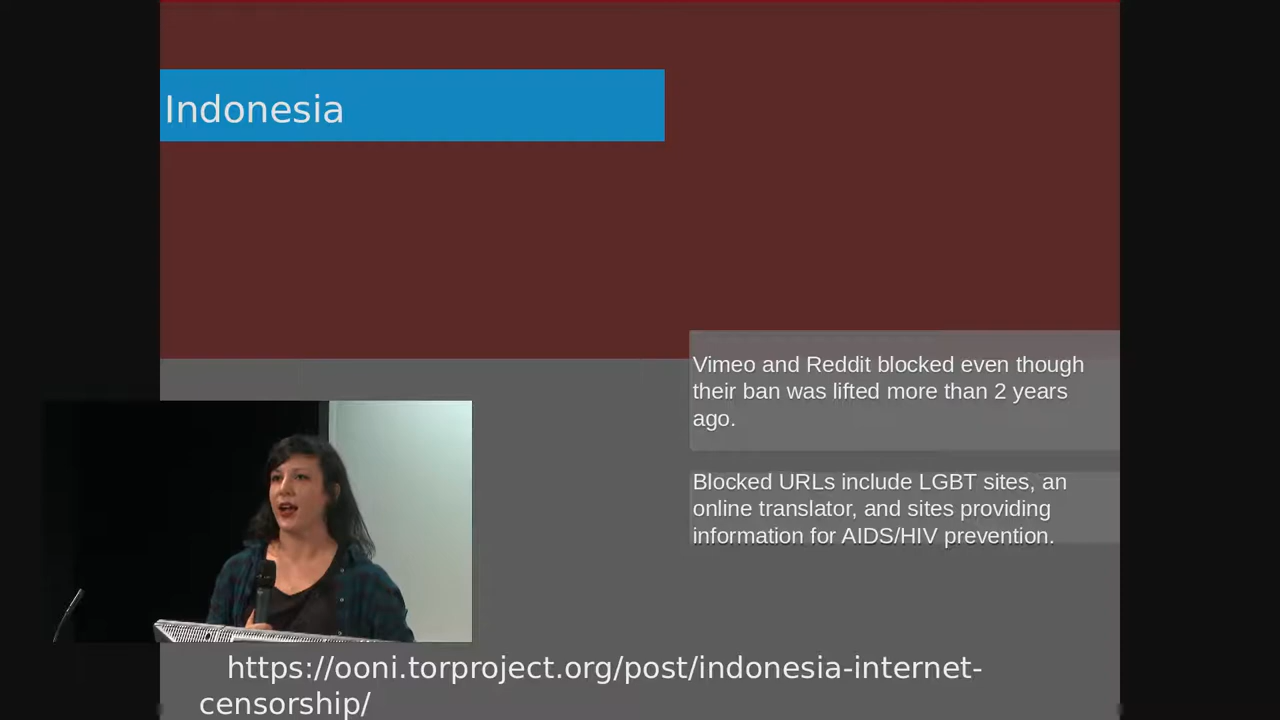 Indonesia
Vimeo and Reddit blocked even though
their ban was lifted more than 2 years
ago.
Blocked URLs include LGBT sites, an
online translator, and sites providing
information for AIDS/HIV prevention.
https://ooni.torproject.org/post/indonesia-internet-
censorship/